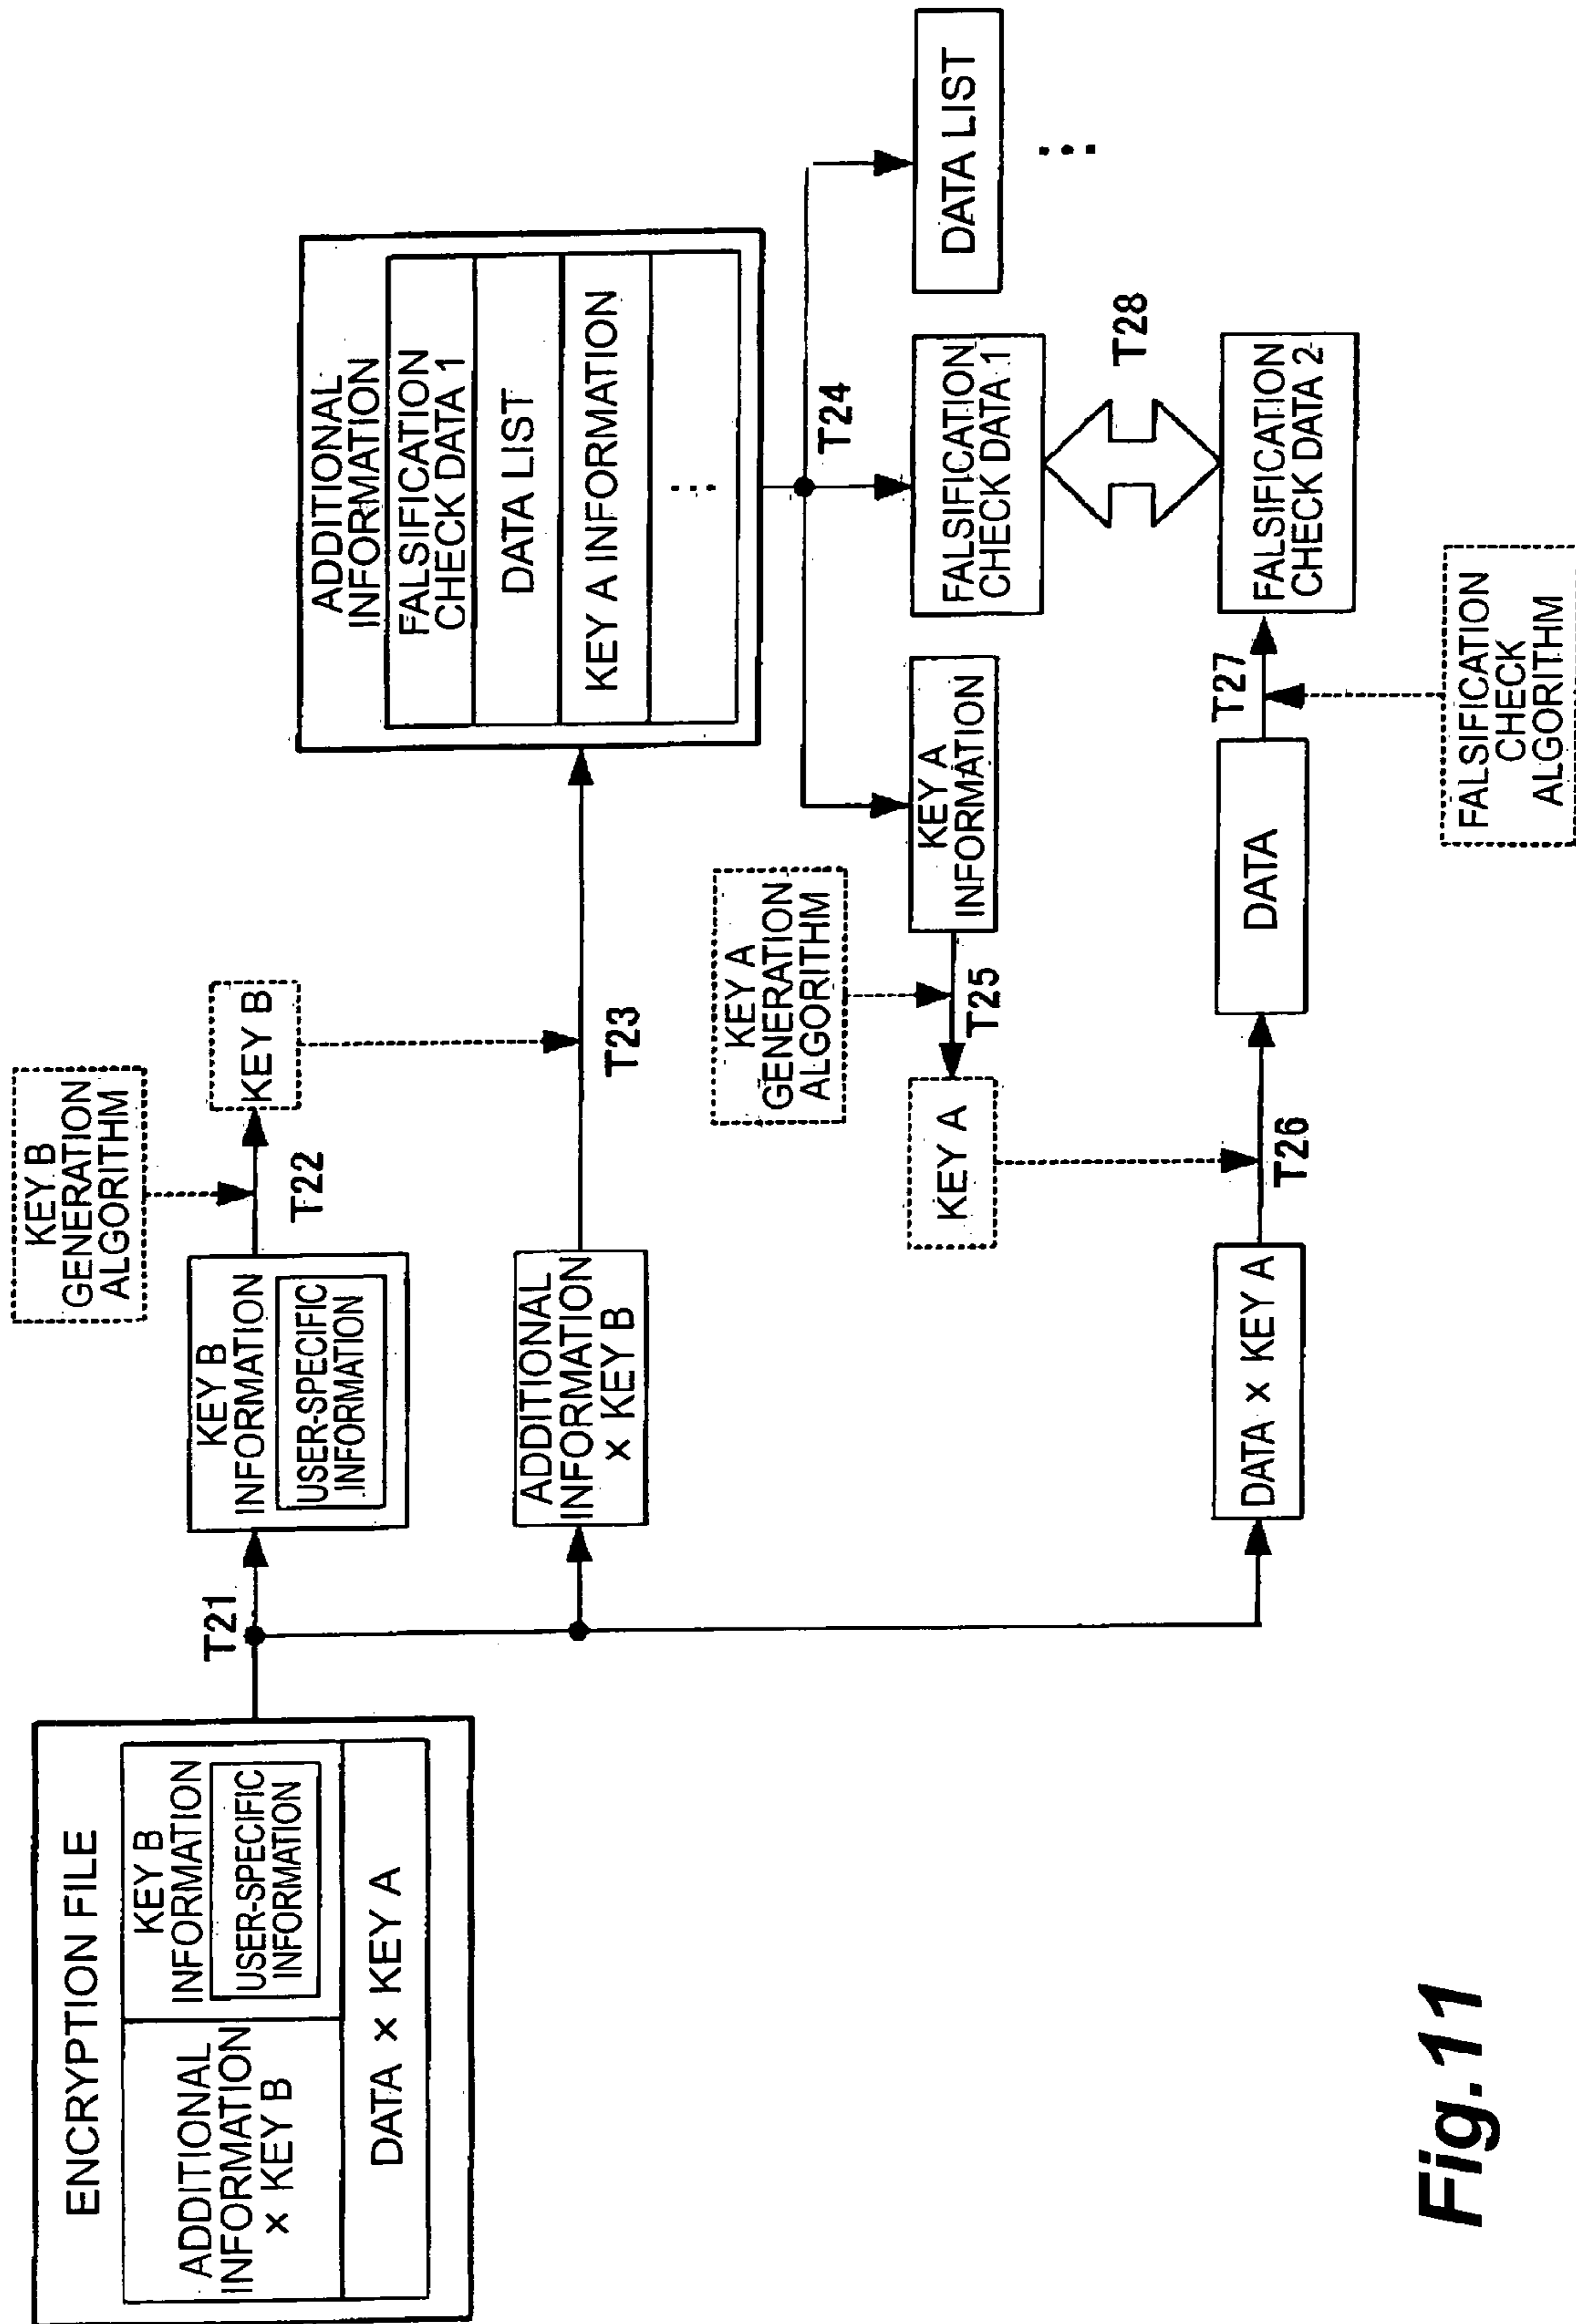 ENCRYPTION FILE
ADDITIONAL
INFORMATION
× KEY B
KEY B
INFORMATION
USER-SPECIFIC
INFORMATION
DATA × KEY A
T21
KEY B
INFORMATION
USER-SPECIFIC
INFORMATION
KEY B
GENERATION
ALGORITHM
T22
KEY B
ADDITIONAL
INFORMATION
× KEY B
T23
ADDITIONAL
INFORMATION
FALSIFICATION
CHECK DATA 1
DATA LIST
KEY A INFORMATION
...
T24
KEY A
INFORMATION
FALSIFICATION
CHECK DATA 1
DATA LIST
...
KEY A
GENERATION
ALGORITHM
T25
KEY A
DATA × KEY A
T26
DATA
T27
FALSIFICATION
CHECK DATA 2
T28
FALSIFICATION
CHECK
ALGORITHM
Fig.11